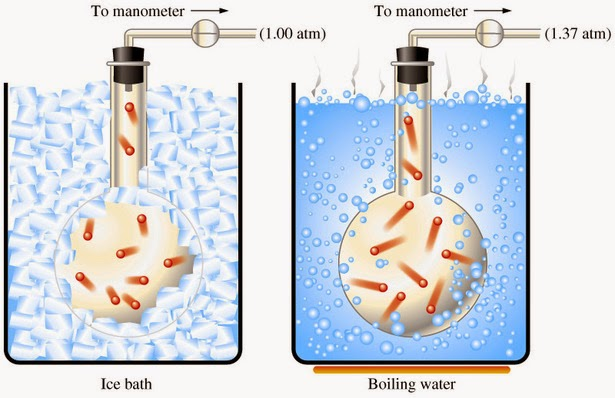 To manometer
(1.00 atm)
To manometer
(1.37 atm)
Ice bath
Boiling water